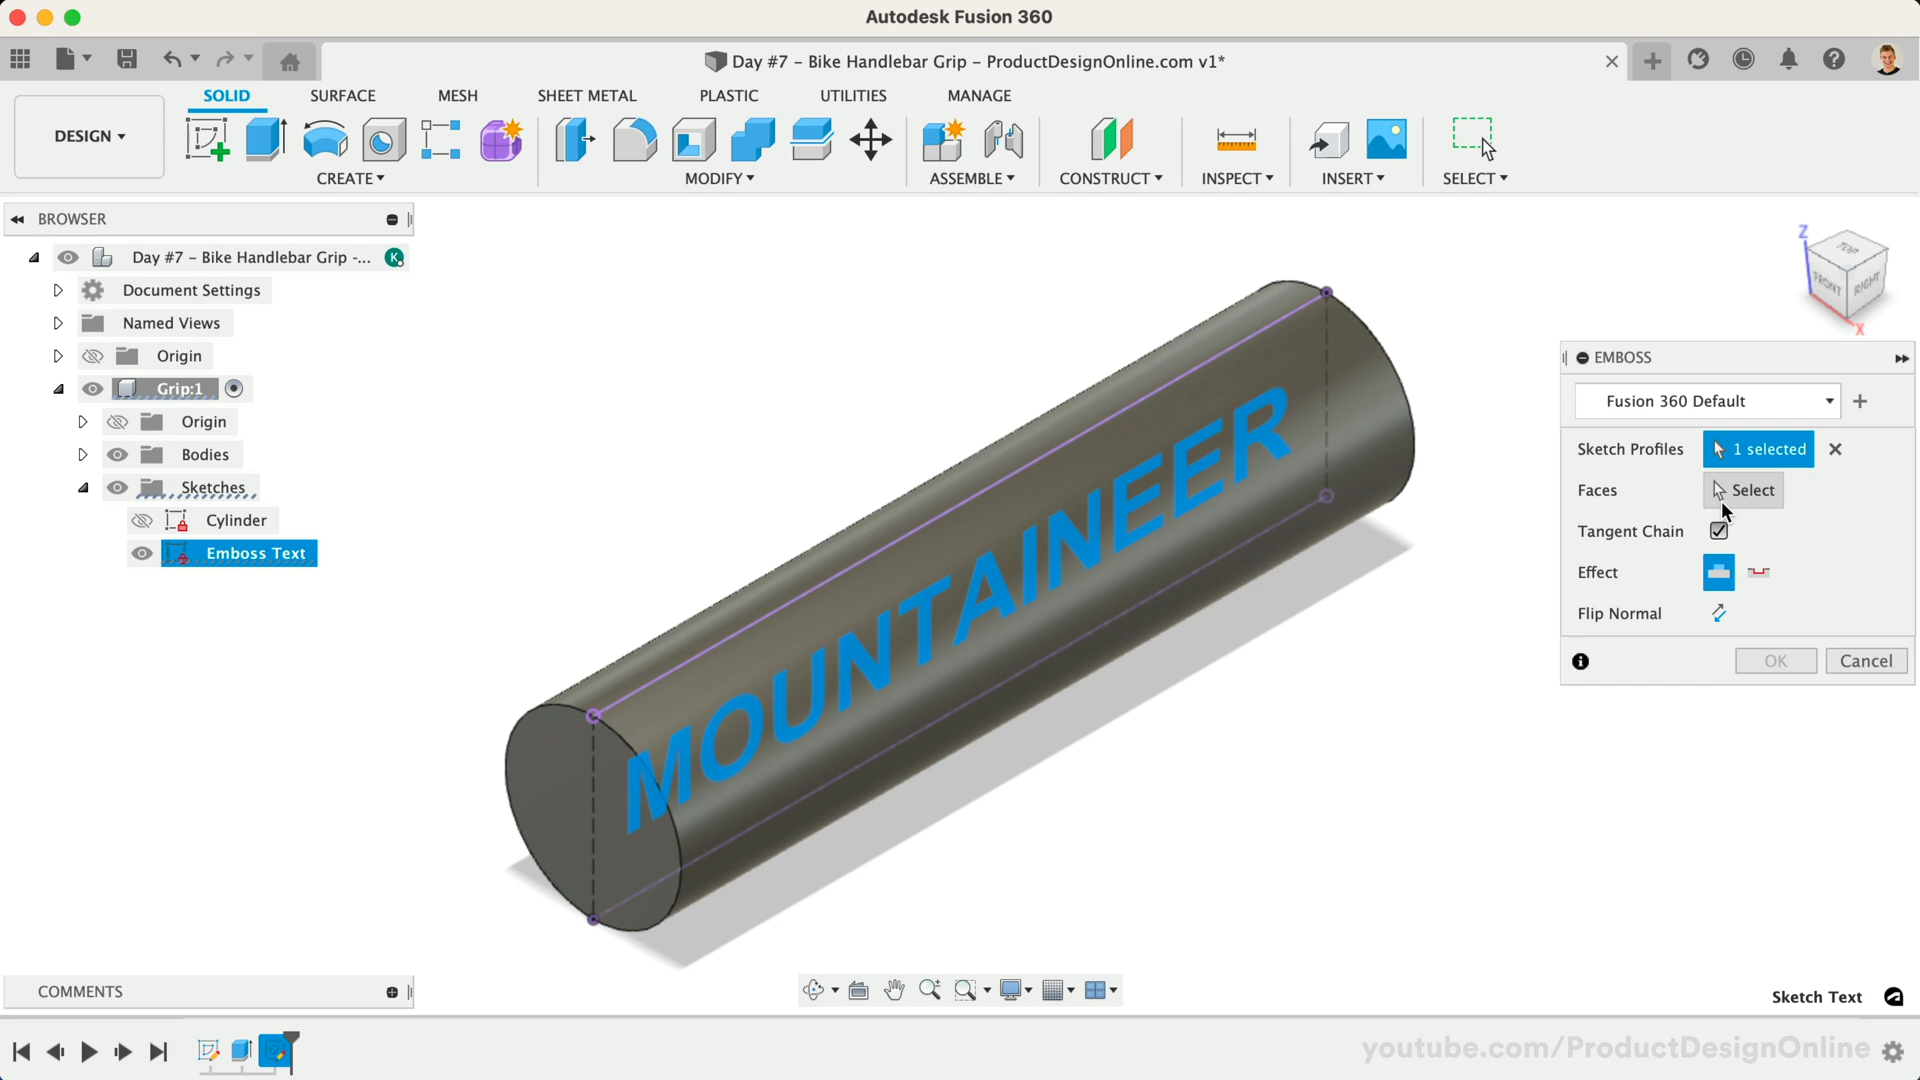 Autodesk Fusion 360
Day #7 – Bike Handlebar Grip – ProductDesignOnline.com v1*
SOLID SURFACE MESH SHEET METAL PLASTIC UTILITIES MANAGE
DESIGN
CREATE MODIFY ASSEMBLE CONSTRUCT INSPECT INSERT SELECT
BROWSER
Day #7 – Bike Handlebar Grip -...
K
Document Settings
Named Views
Origin
Grip:1
Origin
Bodies
Sketches
Cylinder
Emboss Text
MOUNTAINEER
Z
TOP
FRONT
RIGHT
X
EMBOSS
Fusion 360 Default
Sketch Profiles 1 selected
Faces Select
Tangent Chain
Effect
Flip Normal
OK Cancel
COMMENTS
Sketch Text
youtube.com/ProductDesignOnline